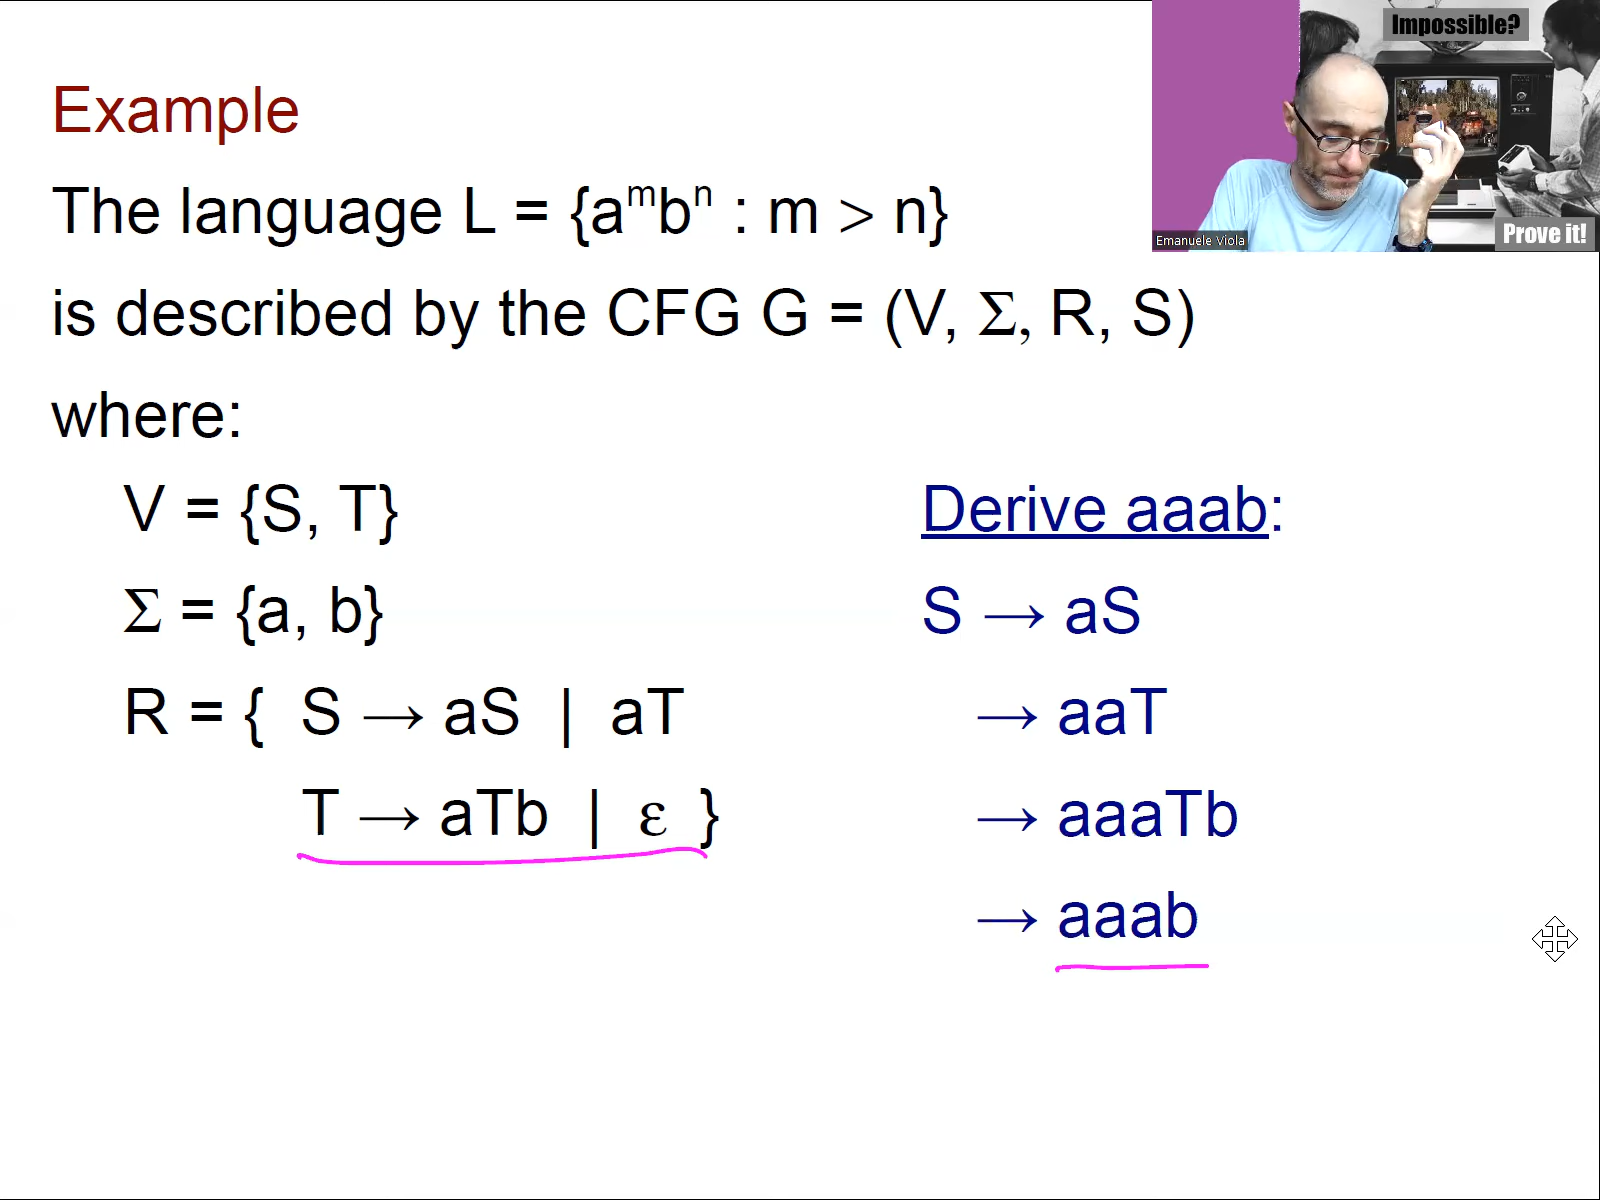 Impossible?
Prove it!
Emanuele Viola
Example
The language L = {aᵐbⁿ : m > n}
is described by the CFG G = (V, Σ, R, S)
where:
V = {S, T}
Σ = {a, b}
R = { S → aS | aT
T → aTb | ε }
Derive aaab:
S → aS
→ aaT
→ aaaTb
→ aaab